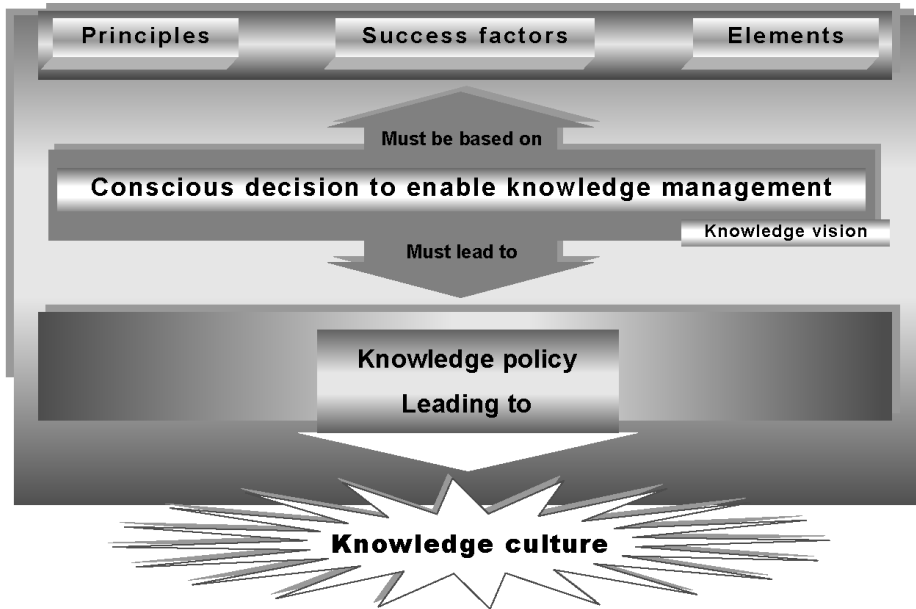 Principles
Success factors
Elements
Must be based on
Conscious decision to enable knowledge management
Knowledge vision
Must lead to
Knowledge policy
Leading to
Knowledge culture